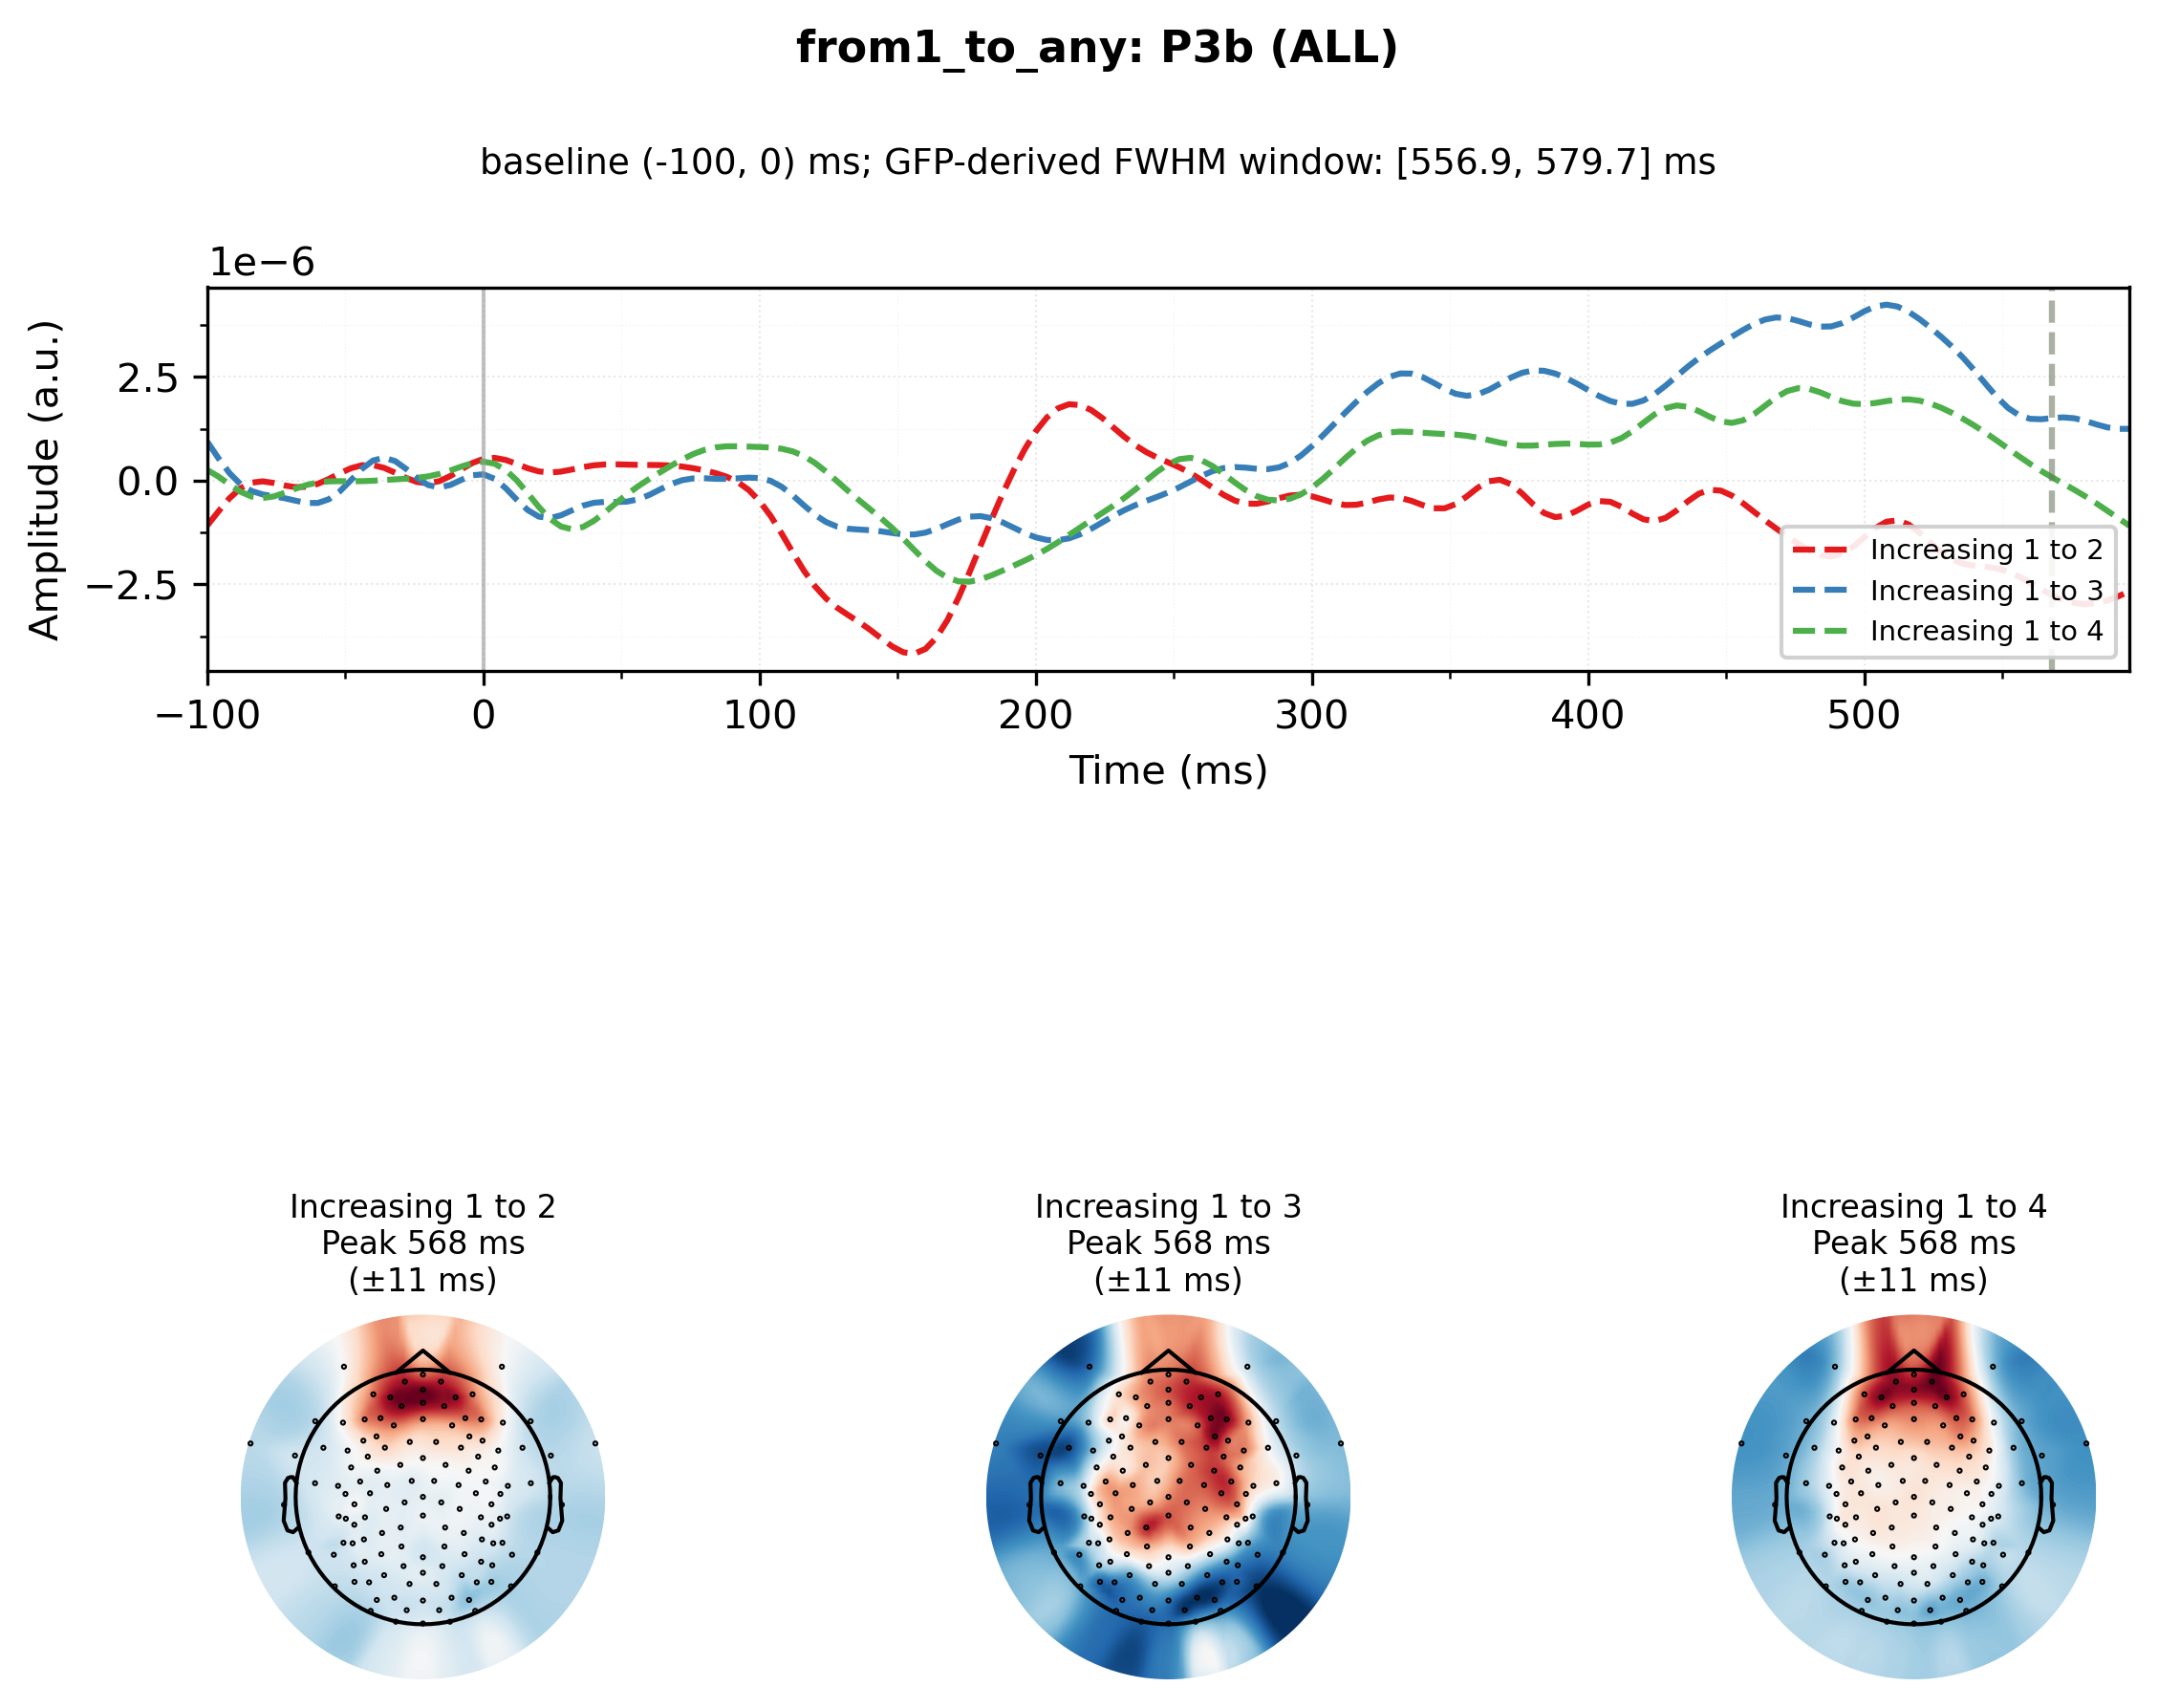 from1_to_any: P3b (ALL)
baseline (-100, 0) ms; GFP-derived FWHM window: [556.9, 579.7] ms
1e−6
Amplitude (a.u.)
2.5
0.0
−2.5
−100 0 100 200 300 400 500
Time (ms)
Increasing 1 to 2
Increasing 1 to 3
Increasing 1 to 4
Increasing 1 to 2
Peak 568 ms
(±11 ms)
Increasing 1 to 3
Peak 568 ms
(±11 ms)
Increasing 1 to 4
Peak 568 ms
(±11 ms)